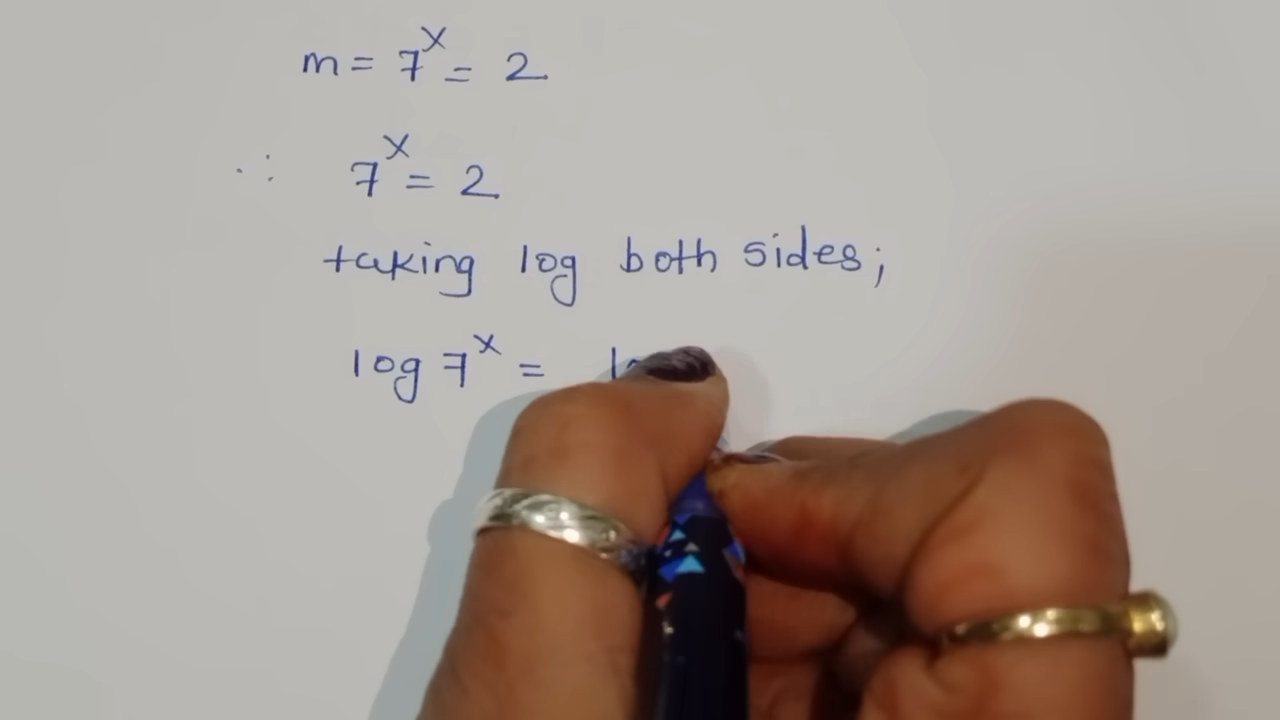 m = 7^x = 2
∴ 7^x = 2
taking log both sides;
log 7^x =